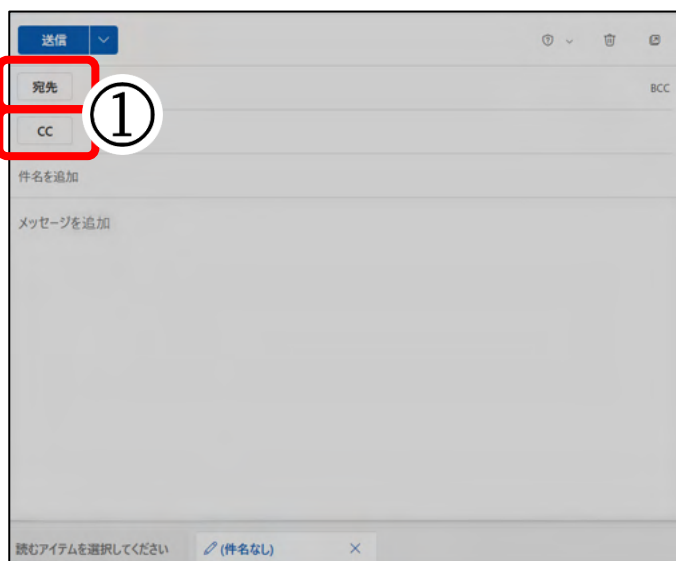 送信
宛先
BCC
①
CC
件名を追加
メッセージを追加
読むアイテムを選択してください
(件名なし)